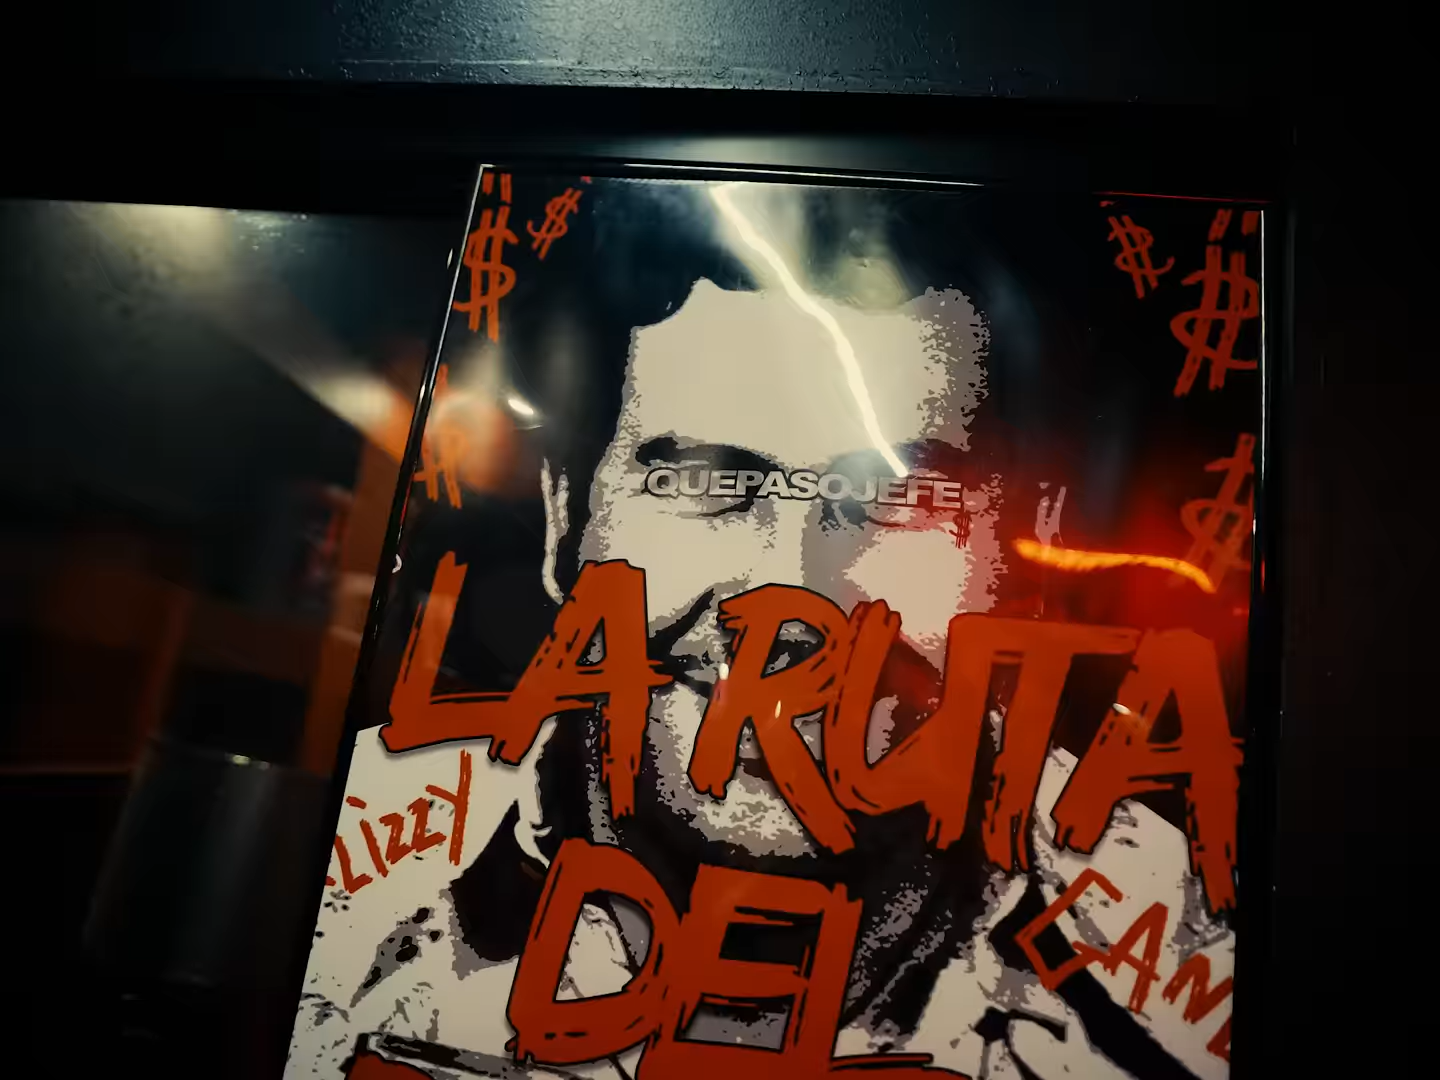 $ $ $ $
$ $
QUEPASOJEFE
$
LA RUTA
LIZZY
DEL